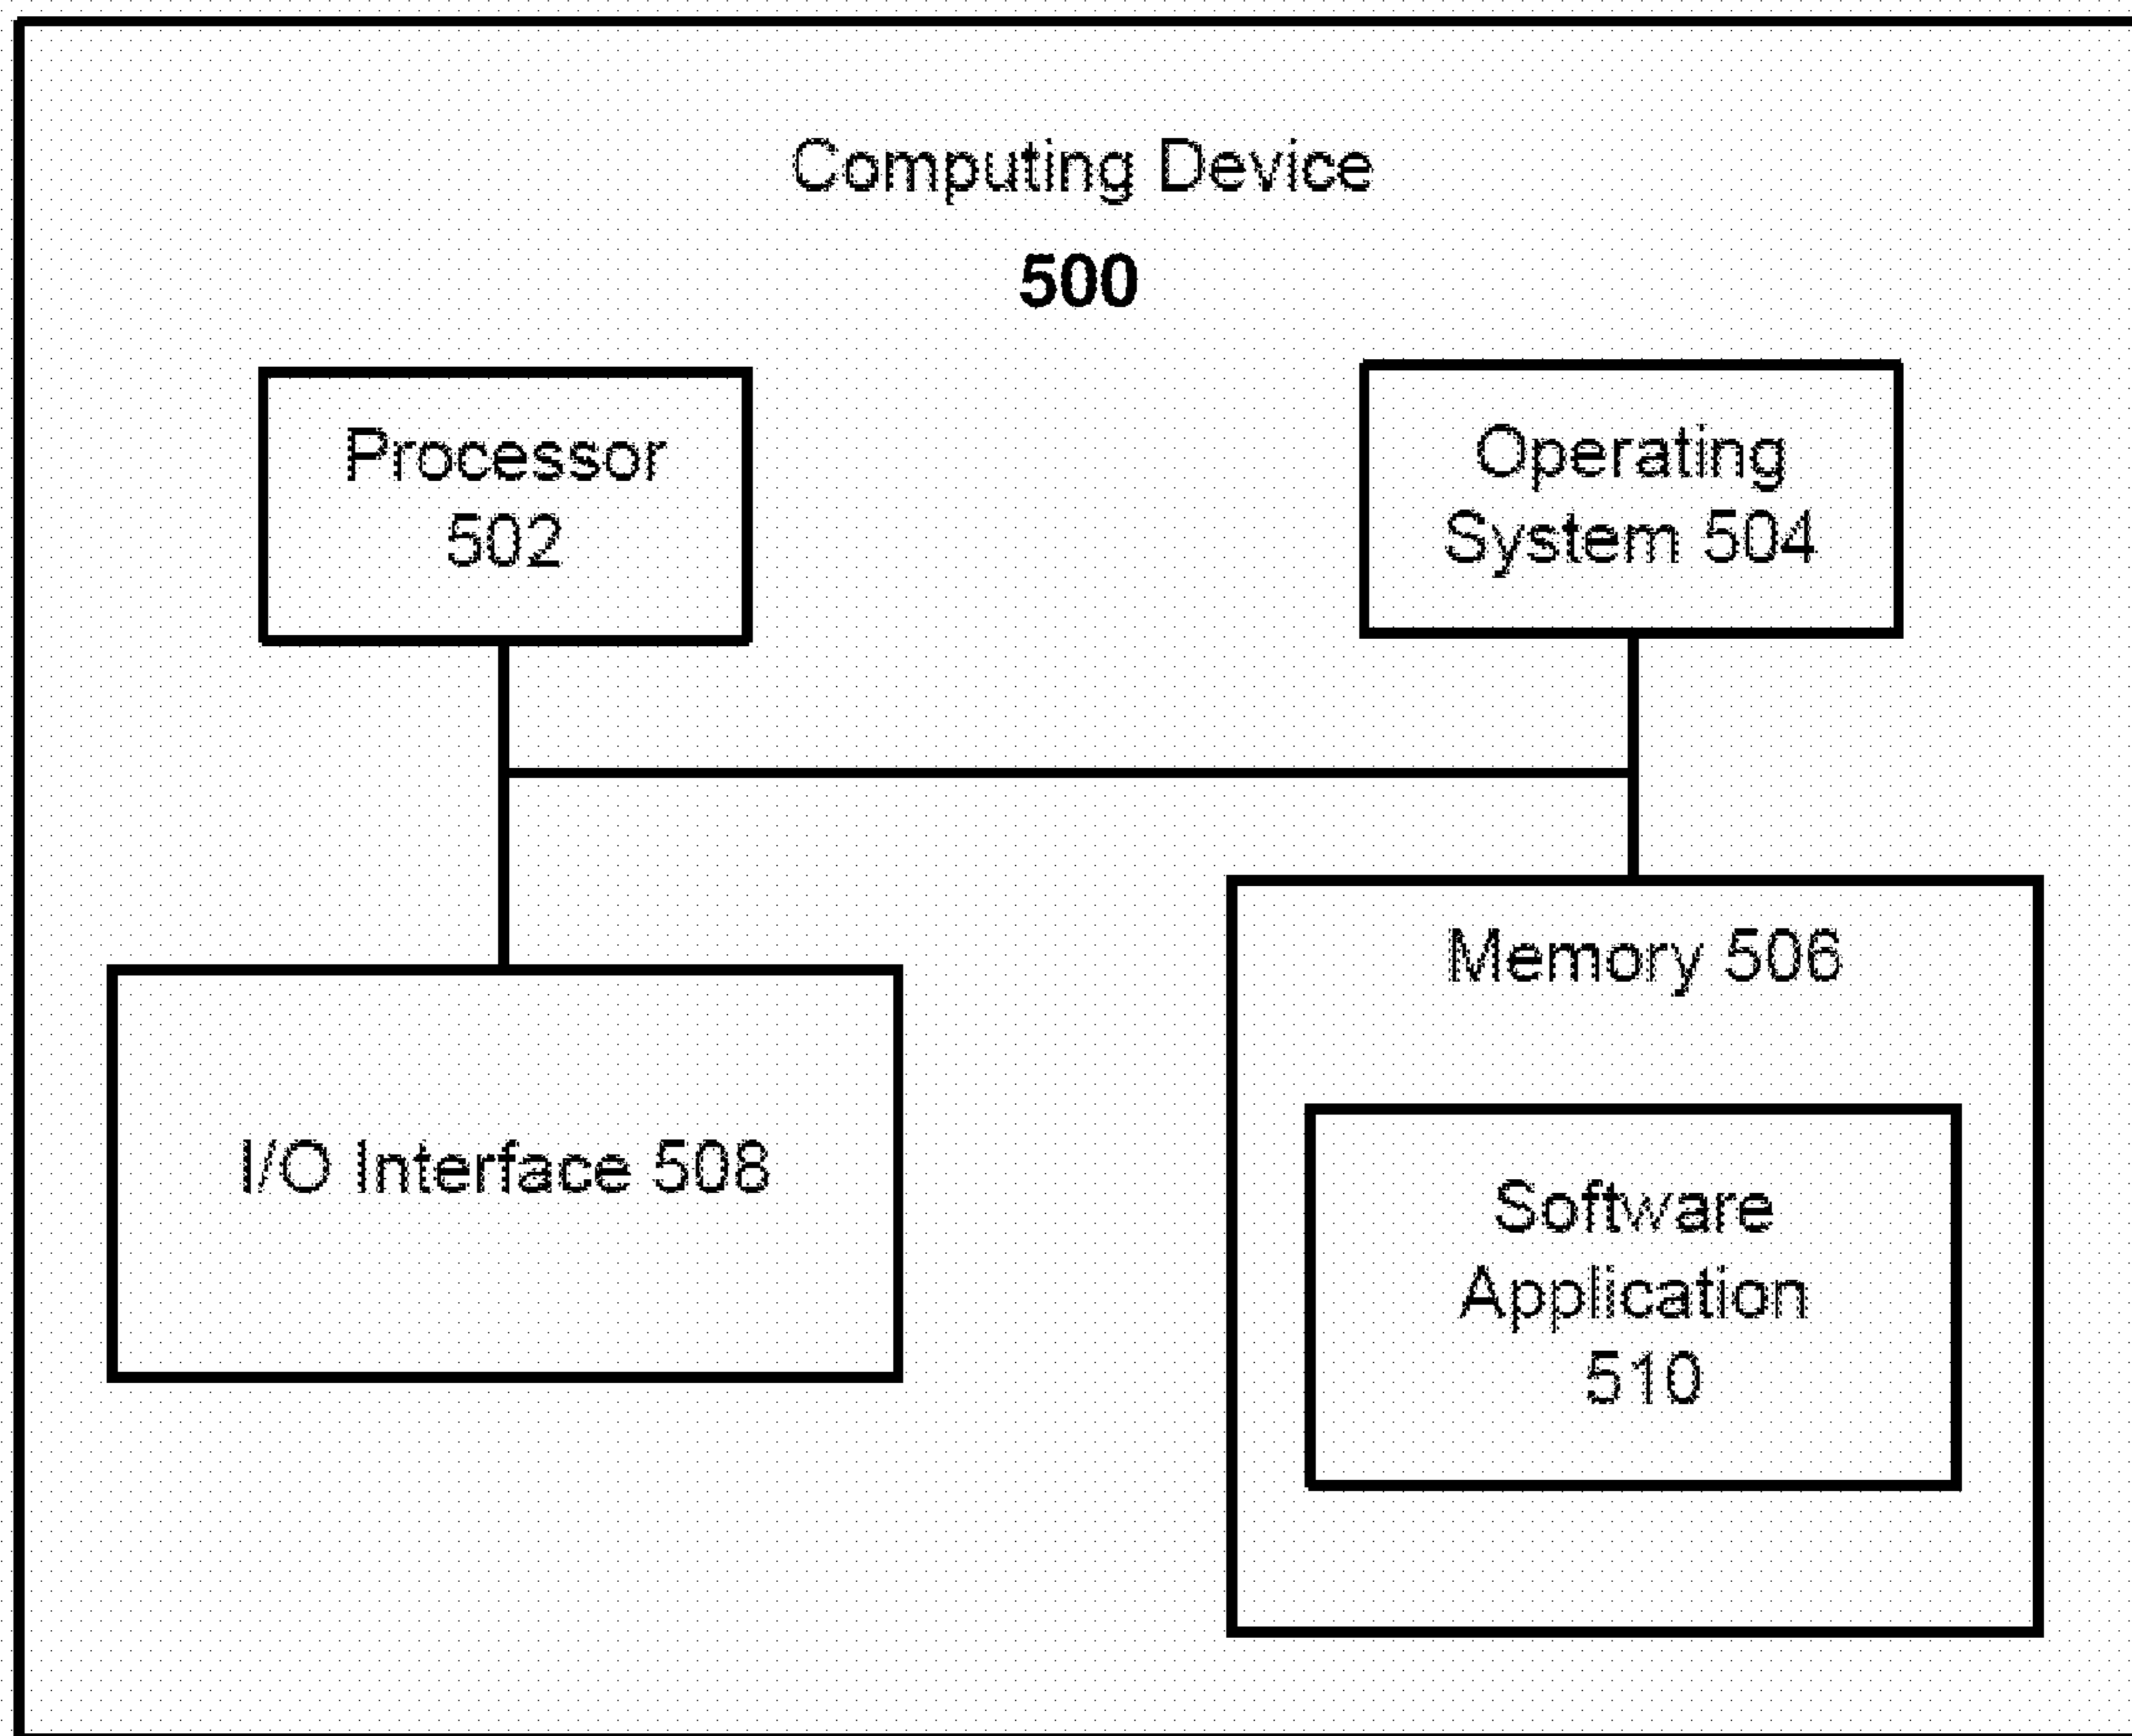 Computing Device
500
Processor
502
Operating
System 504
I/O Interface 508
Memory 506
Software
Application
510